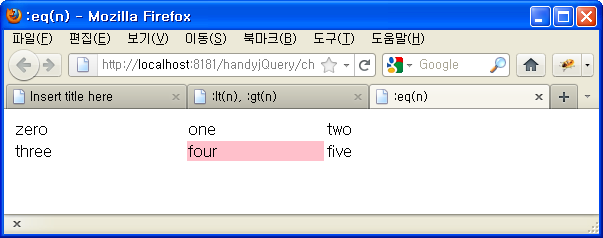 :eq(n) - Mozilla Firefox
파일(F) 편집(E) 보기(V) 이동(S) 북마크(B) 도구(T) 도움말(H)
http://localhost:8181/handyjQuery/ch Google
Insert title here :lt(n), :gt(n) :eq(n)
zero one two
three four five